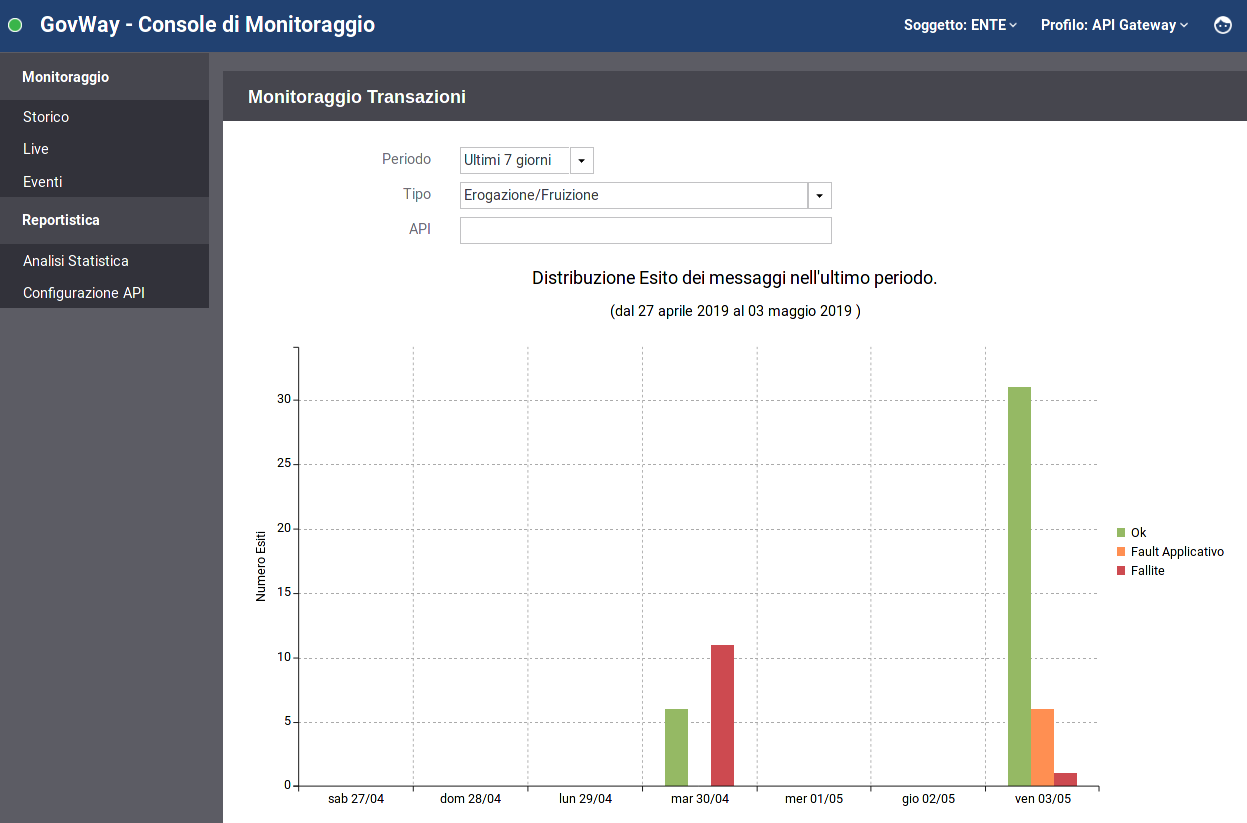 GovWay - Console di Monitoraggio
Soggetto: ENTE
Profilo: API Gateway
Monitoraggio
Storico
Live
Eventi
Reportistica
Analisi Statistica
Configurazione API
Monitoraggio Transazioni
Periodo
Ultimi 7 giorni
Tipo
Erogazione/Fruizione
API
Distribuzione Esito dei messaggi nell'ultimo periodo.
(dal 27 aprile 2019 al 03 maggio 2019 )
Numero Esiti
30
25
20
15
10
5
0
sab 27/04
dom 28/04
lun 29/04
mar 30/04
mer 01/05
gio 02/05
ven 03/05
Ok
Fault Applicativo
Fallite